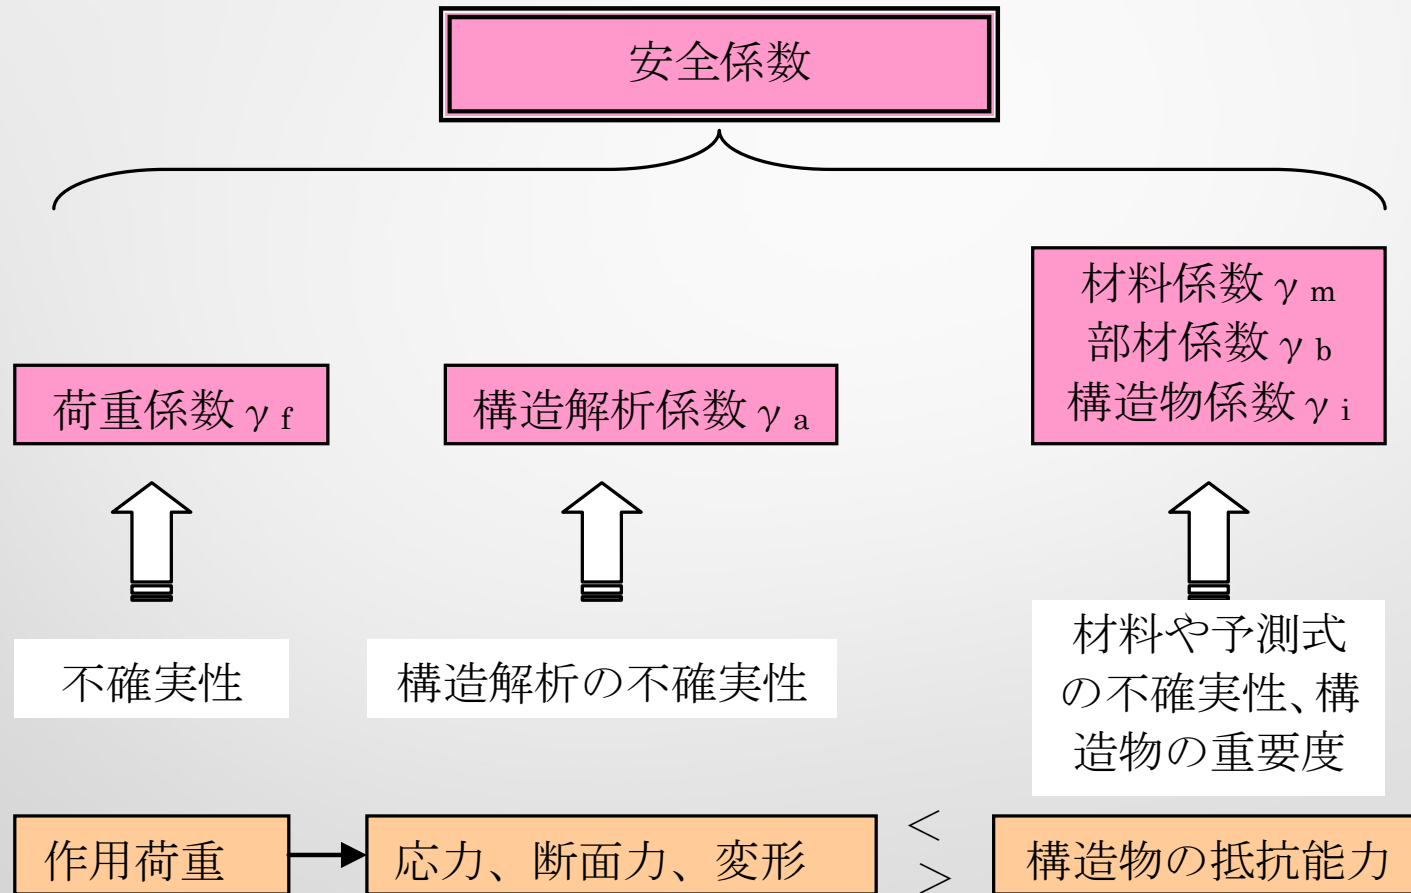 安全係数
荷重係数γf
構造解析係数γa
材料係数γm
部材係数γb
構造物係数γi
不確実性
構造解析の不確実性
材料や予測式
の不確実性、構
造物の重要度
作用荷重
応力、断面力、変形
<
>
構造物の抵抗能力